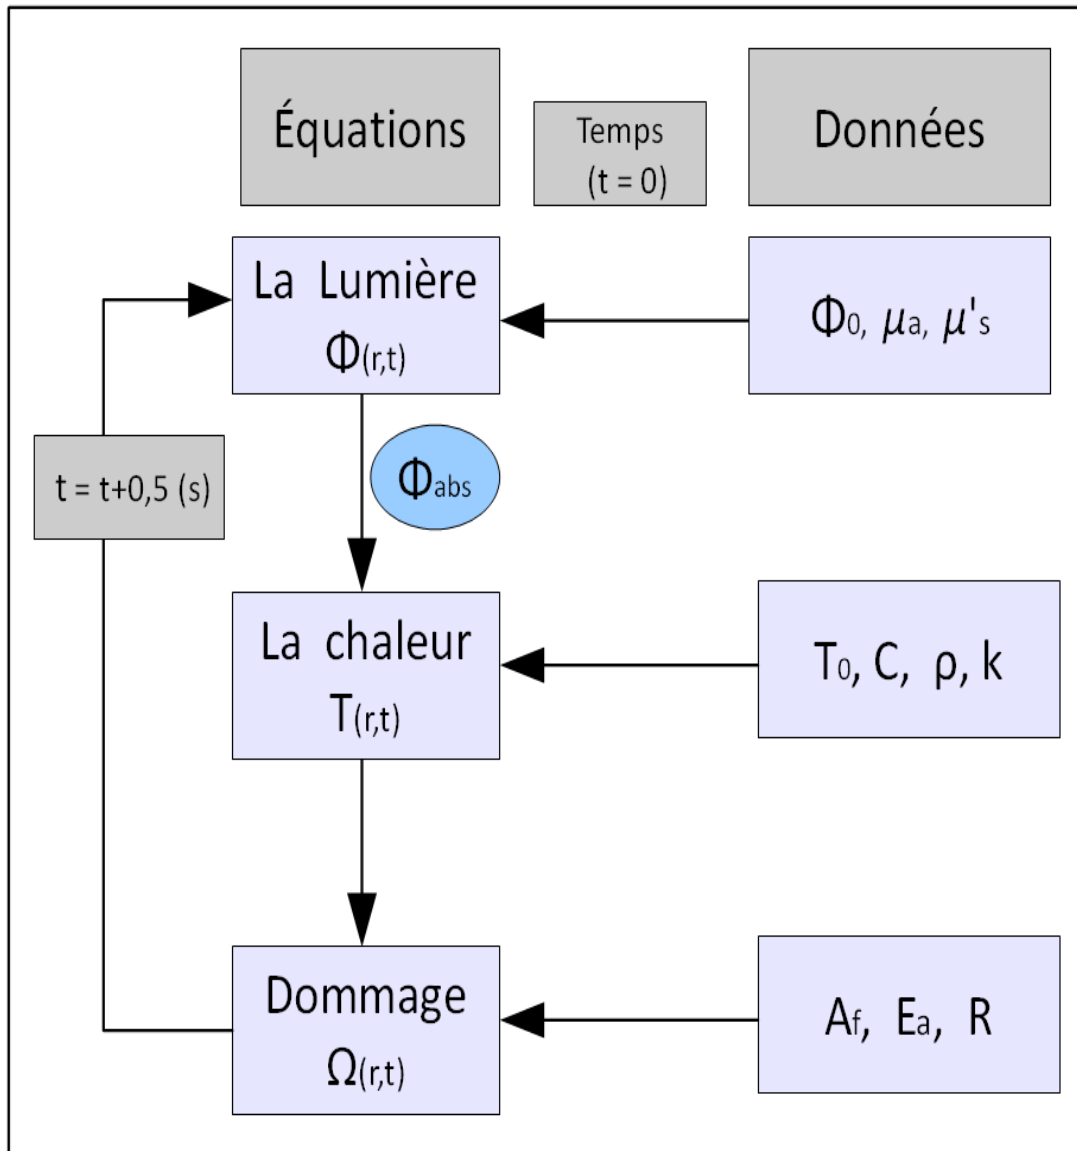 Équations
Temps
(t = 0)
Données
La Lumière
Φ(r,t)
Φ0, μa, μ's
t = t+0,5 (s)
Φabs
La chaleur
T(r,t)
T0, C, ρ, k
Dommage
Ω(r,t)
Af, Ea, R